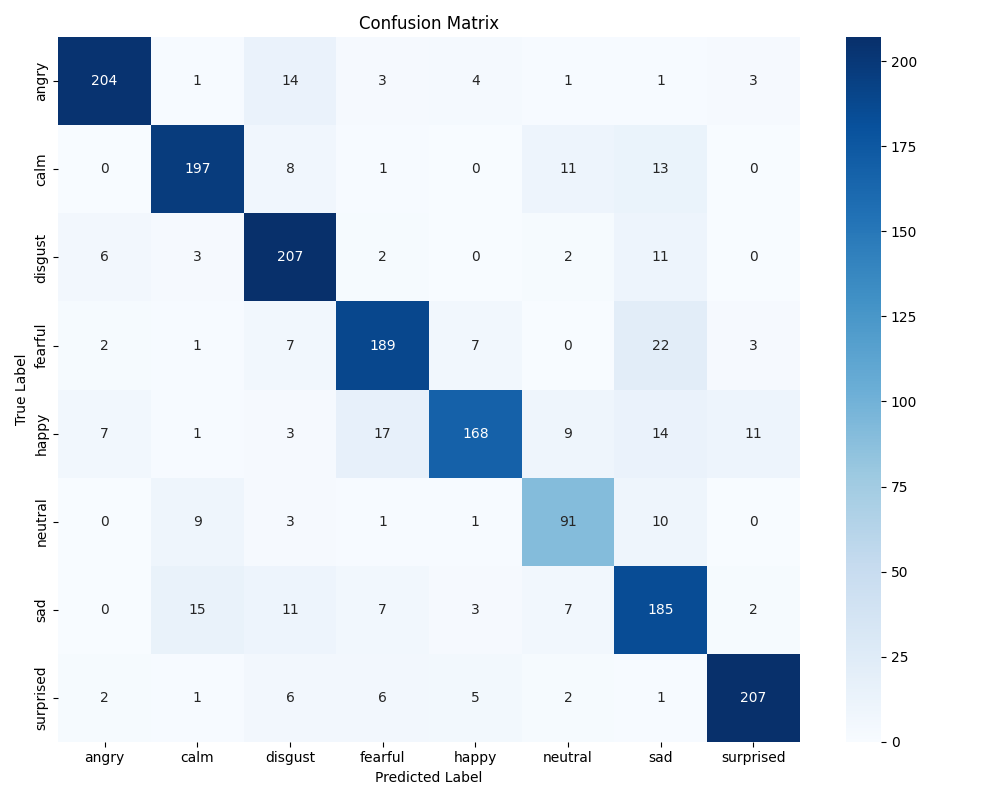 Confusion Matrix
angry 204 1 14 3 4 1 1 3
calm 0 197 8 1 0 11 13 0
disgust 6 3 207 2 0 2 11 0
fearful 2 1 7 189 7 0 22 3
happy 7 1 3 17 168 9 14 11
neutral 0 9 3 1 1 91 10 0
sad 0 15 11 7 3 7 185 2
surprised 2 1 6 6 5 2 1 207
True Label
angry calm disgust fearful happy neutral sad surprised
Predicted Label
200
175
150
125
100
75
50
25
0